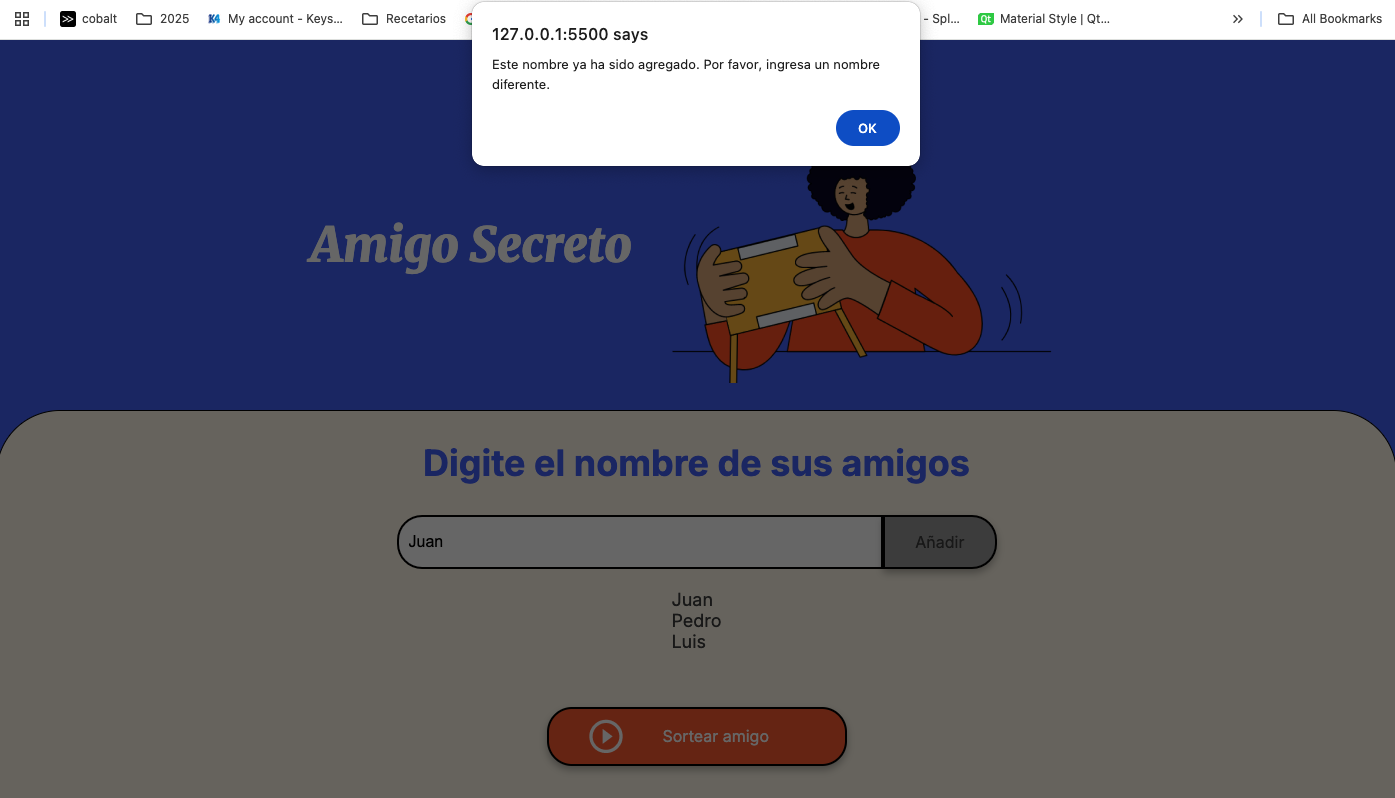 cobalt
2025
My account - Keys...
Recetarios
- Spl...
Qt
Material Style | Qt...
All Bookmarks
127.0.0.1:5500 says
Este nombre ya ha sido agregado. Por favor, ingresa un nombre
diferente.
OK
Amigo Secreto
Digite el nombre de sus amigos
Juan
Añadir
Juan
Pedro
Luis
Sortear amigo